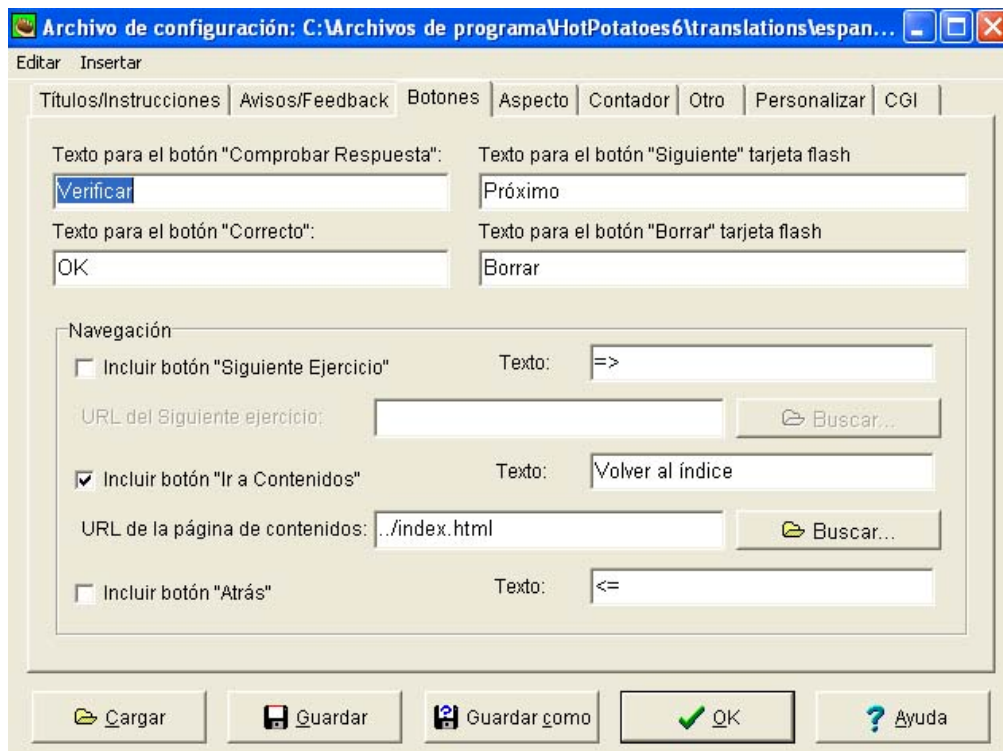 Archivo de configuración: C:\Archivos de programa\HotPotatoes6\translations\espan...
Editar Insertar
Títulos/Instrucciones Avisos/Feedback Botones Aspecto Contador Otro Personalizar CGI
Texto para el botón "Comprobar Respuesta": Texto para el botón "Siguiente" tarjeta flash
Verificar Próximo
Texto para el botón "Correcto": Texto para el botón "Borrar" tarjeta flash
OK Borrar
Navegación
Incluir botón "Siguiente Ejercicio" Texto: =>
URL del Siguiente ejercicio: Buscar...
Incluir botón "Ir a Contenidos" Texto: Volver al índice
URL de la página de contenidos: ../index.html Buscar...
Incluir botón "Atrás" Texto: <=
Cargar Guardar Guardar como OK Ayuda